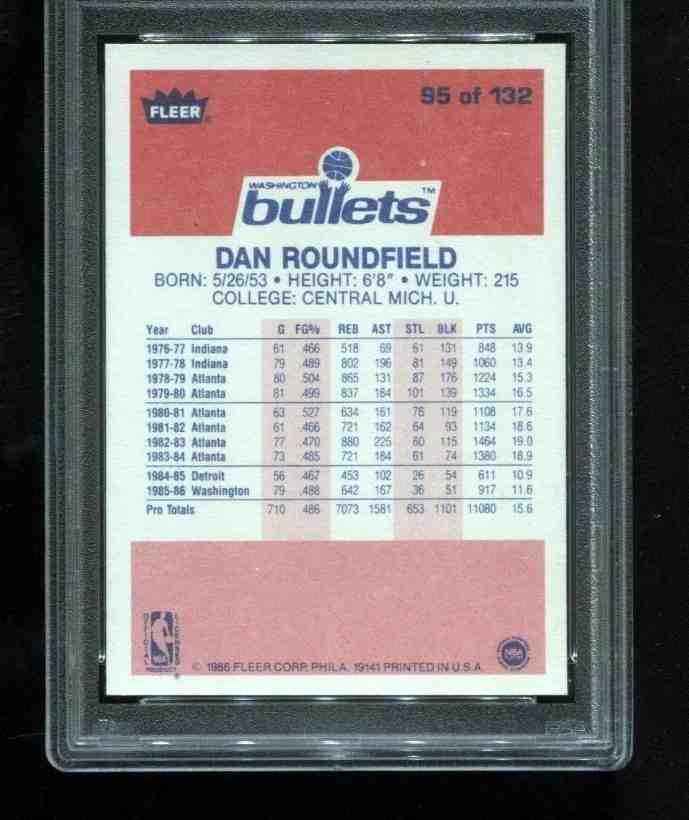 95 of 132
FLEER®
WASHINGTON
bullets™
DAN ROUNDFIELD
BORN: 5/26/53 • HEIGHT: 6'8" • WEIGHT: 215
COLLEGE: CENTRAL MICH. U.
Year Club G FG% REB AST STL BLK PTS AVG
1976-77 Indiana 61 .466 518 69 61 131 848 13.9
1977-78 Indiana 79 .489 802 196 81 149 1060 13.4
1978-79 Atlanta 80 .504 865 131 87 176 1224 15.3
1979-80 Atlanta 81 .499 837 184 101 139 1334 16.5
1980-81 Atlanta 63 .527 634 161 76 119 1108 17.6
1981-82 Atlanta 61 .466 721 162 64 93 1134 18.6
1982-83 Atlanta 77 .470 880 225 60 115 1464 19.0
1983-84 Atlanta 73 .485 721 184 61 74 1380 18.9
1984-85 Detroit 56 .467 453 102 26 54 611 10.9
1985-86 Washington 79 .488 642 167 36 51 917 11.6
Pro Totals 710 .486 7073 1581 653 1101 11080 15.6
OFFICIAL
NBA
PRODUCT
NBA
© 1986 FLEER CORP. PHILA. 19141 PRINTED IN U.S.A.